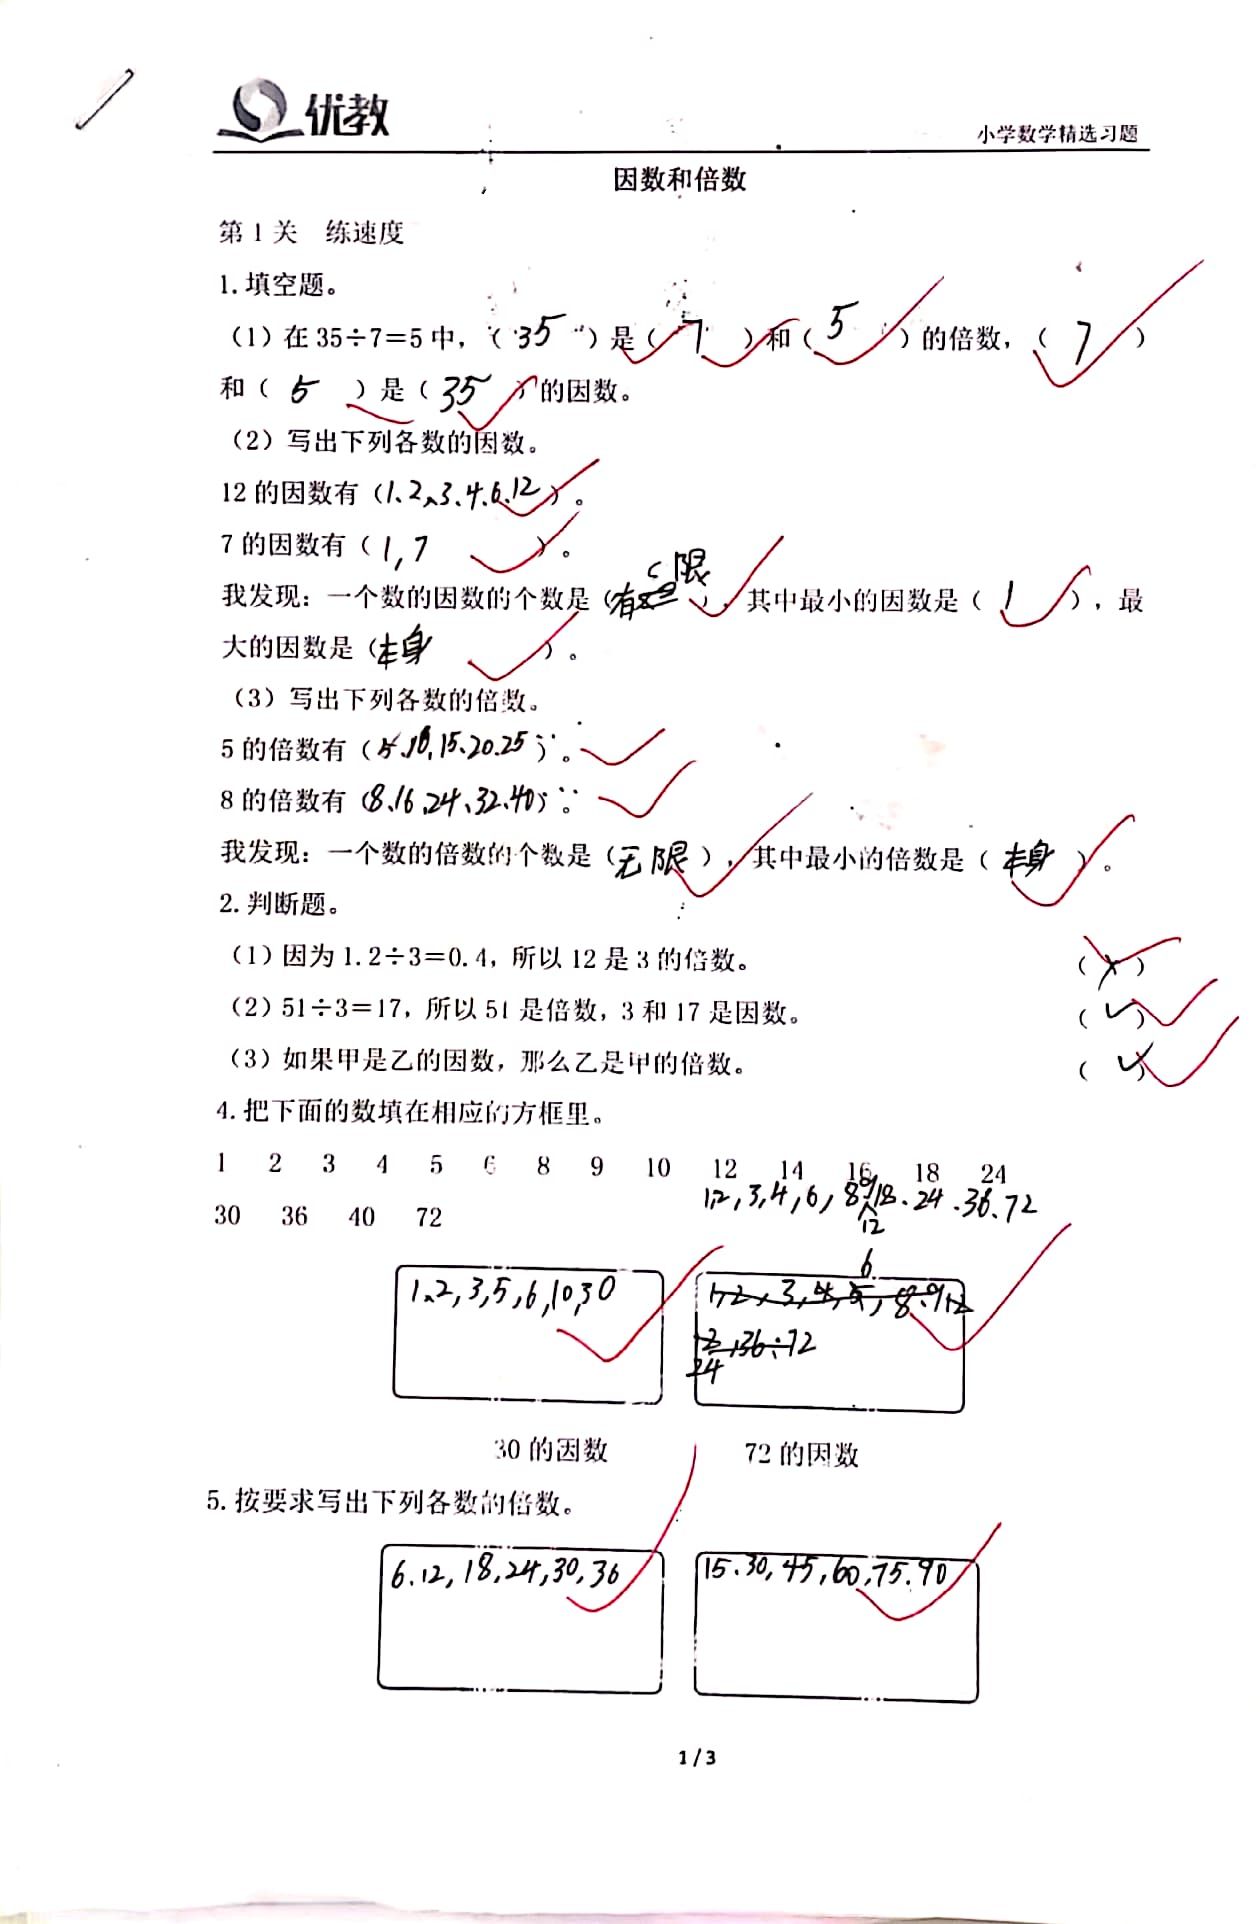 优教
小学数学精选习题
因数和倍数
第1关 练速度
1.填空题。
（1）在35÷7=5中，（35）是（7）和（5）的倍数，（7）
和（5）是（35）的因数。
（2）写出下列各数的因数。
12的因数有（1、2、3、4、6、12）。
7的因数有（1,7）。
限
我发现：一个数的因数的个数是（有），其中最小的因数是（1），最
大的因数是（本身）。
（3）写出下列各数的倍数。
5的倍数有（5、10、15、20、25）。
8的倍数有（8、16、24、32、40）。
我发现：一个数的倍数的个数是（无限），其中最小的倍数是（本身）。
2.判断题。
（1）因为1.2÷3=0.4，所以12是3的倍数。（×）
（2）51÷3=17，所以51是倍数，3和17是因数。（✓）
（3）如果甲是乙的因数，那么乙是甲的倍数。（✓）
4.把下面的数填在相应的方框里。
1 2 3 4 5 6 8 9 10 12 14 16 18 24
1,2,3,4,6,8,9,18.24.36.72
12
30 36 40 72
6
1、2,3,5,6,10,30
1,2,3,4,5,8.9,12
12,36,72
24
30的因数 72的因数
5.按要求写出下列各数的倍数。
6.12,18,24,30,36
15.30,45,60,75.90
1 / 3